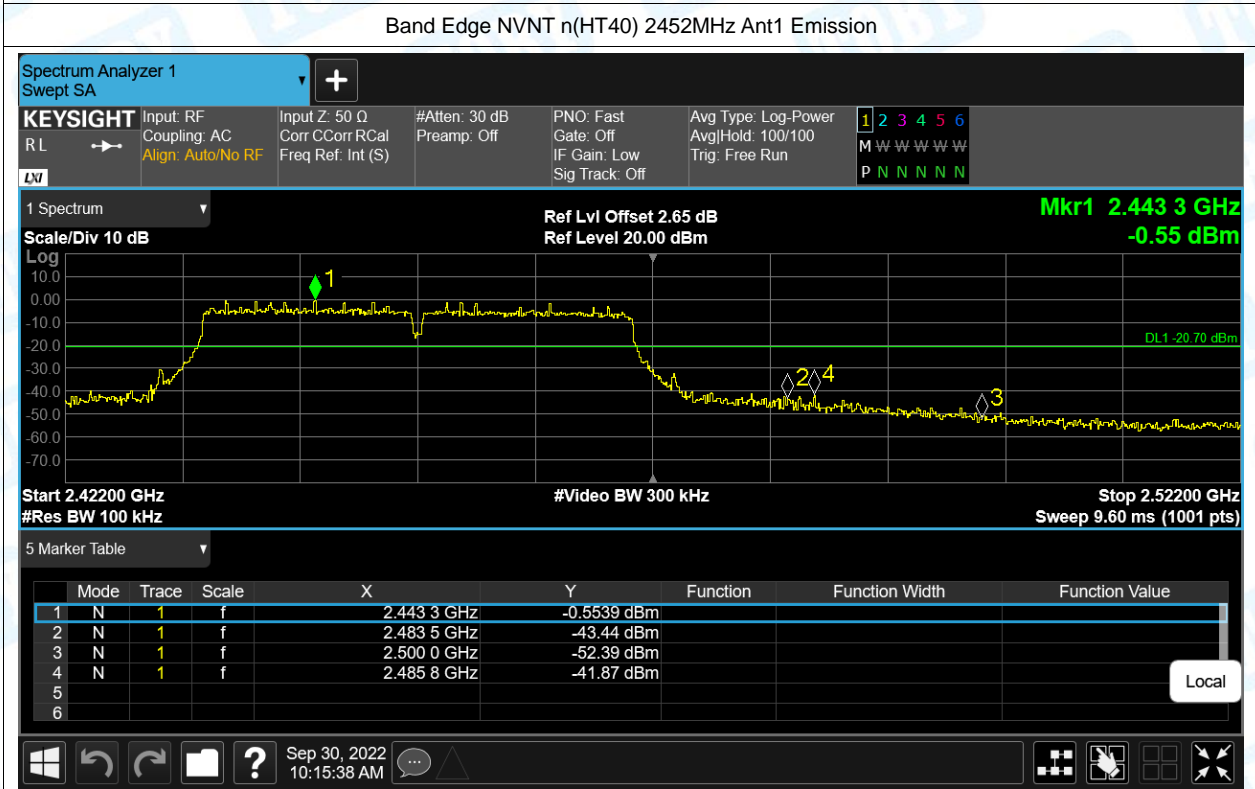 Band Edge NVNT n(HT40) 2452MHz Ant1 Emission
Spectrum Analyzer 1
Swept SA
KEYSIGHT
R L
LXI
Input: RF
Coupling: AC
Align: Auto/No RF
Input Z: 50 Ω
Corr CCorr RCal
Freq Ref: Int (S)
#Atten: 30 dB
Preamp: Off
PNO: Fast
Gate: Off
IF Gain: Low
Sig Track: Off
Avg Type: Log-Power
Avg|Hold: 100/100
Trig: Free Run
1 2 3 4 5 6
M W W W W W
P N N N N N
1 Spectrum
Scale/Div 10 dB
Ref Lvl Offset 2.65 dB
Ref Level 20.00 dBm
Mkr1 2.443 3 GHz
-0.55 dBm
Log
10.0
0.00
-10.0
-20.0
-30.0
-40.0
-50.0
-60.0
-70.0
1
DL1 -20.70 dBm
2
4
3
Start 2.42200 GHz
#Res BW 100 kHz
#Video BW 300 kHz
Stop 2.52200 GHz
Sweep 9.60 ms (1001 pts)
5 Marker Table
Mode Trace Scale X Y Function Function Width Function Value
1 N 1 f 2.443 3 GHz -0.5539 dBm
2 N 1 f 2.483 5 GHz -43.44 dBm
3 N 1 f 2.500 0 GHz -52.39 dBm
4 N 1 f 2.485 8 GHz -41.87 dBm
5
6
Local
?
Sep 30, 2022
10:15:38 AM